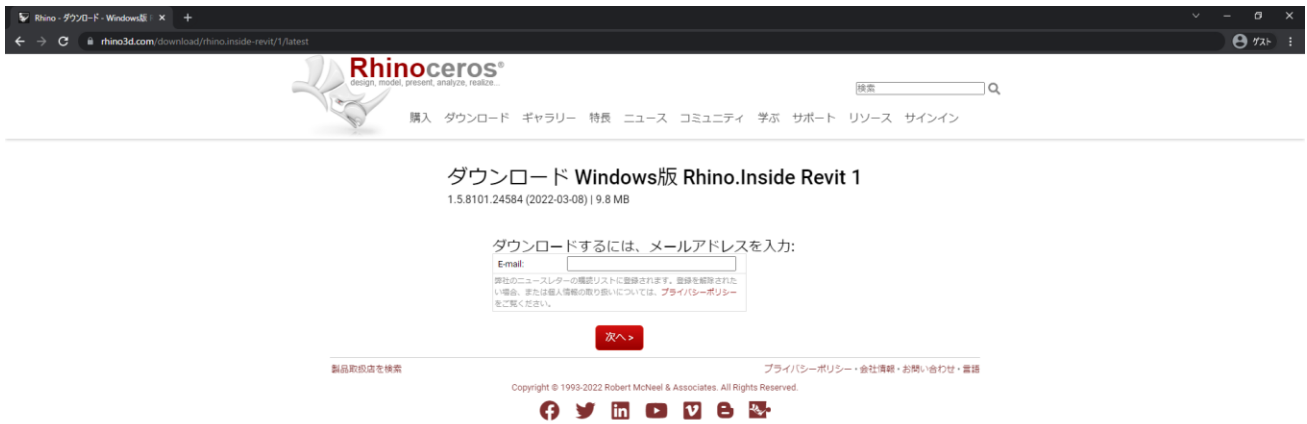 Rhino - ダウンロード - Windows版 F
rhino3d.com/download/rhino.inside-revit/1/latest
ゲスト
Rhinoceros®
design, model, present, analyze, realize...
検索
購入 ダウンロード ギャラリー 特長 ニュース コミュニティ 学ぶ サポート リソース サインイン
ダウンロード Windows版 Rhino.Inside Revit 1
1.5.8101.24584 (2022-03-08) | 9.8 MB
ダウンロードするには、メールアドレスを入力:
E-mail:
弊社のニュースレターの購読リストに登録されます。登録を解除された
い場合、または個人情報の取り扱いについては、プライバシーポリシー
をご覧ください。
次へ >
製品取扱店を検索
プライバシーポリシー・会社情報・お問い合わせ・言語
Copyright © 1993-2022 Robert McNeel & Associates. All Rights Reserved.